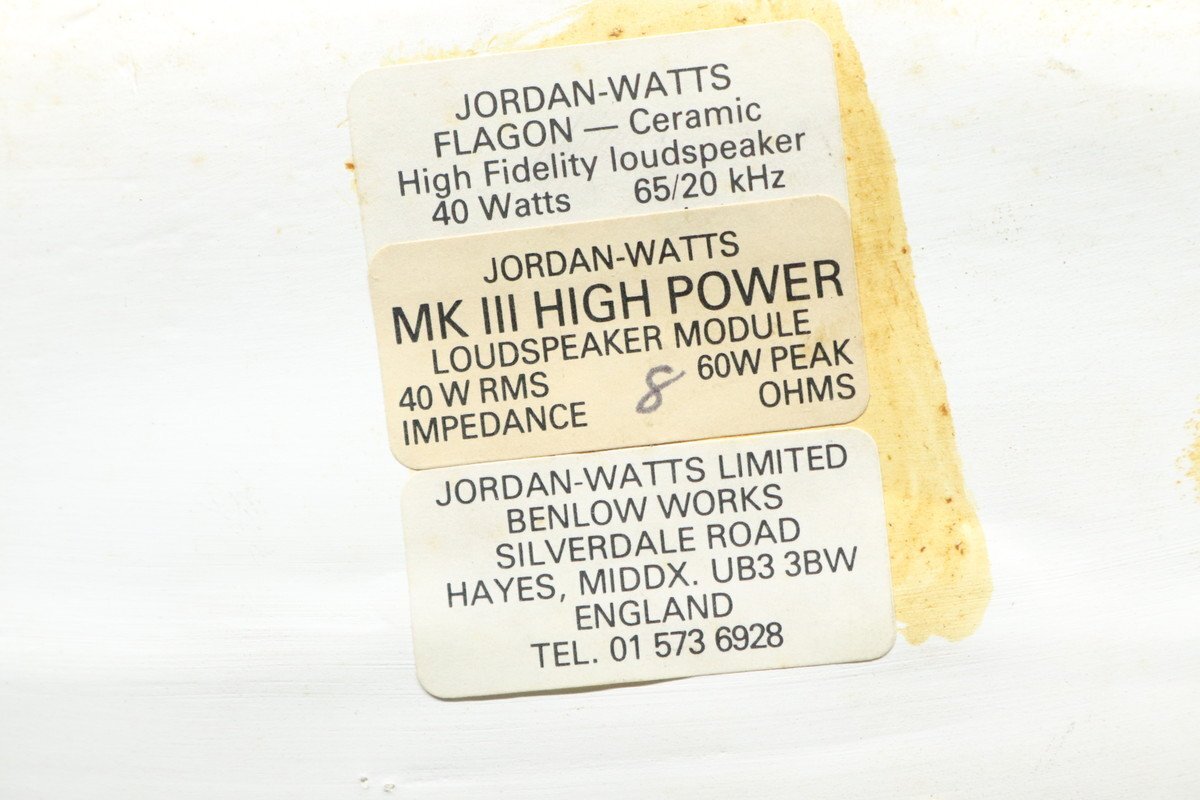 JORDAN-WATTS
FLAGON — Ceramic
High Fidelity loudspeaker
40 Watts 65/20 kHz
JORDAN-WATTS
MK III HIGH POWER
LOUDSPEAKER MODULE
40 W RMS 60W PEAK
IMPEDANCE 8 OHMS
JORDAN-WATTS LIMITED
BENLOW WORKS
SILVERDALE ROAD
HAYES, MIDDX. UB3 3BW
ENGLAND
TEL. 01 573 6928